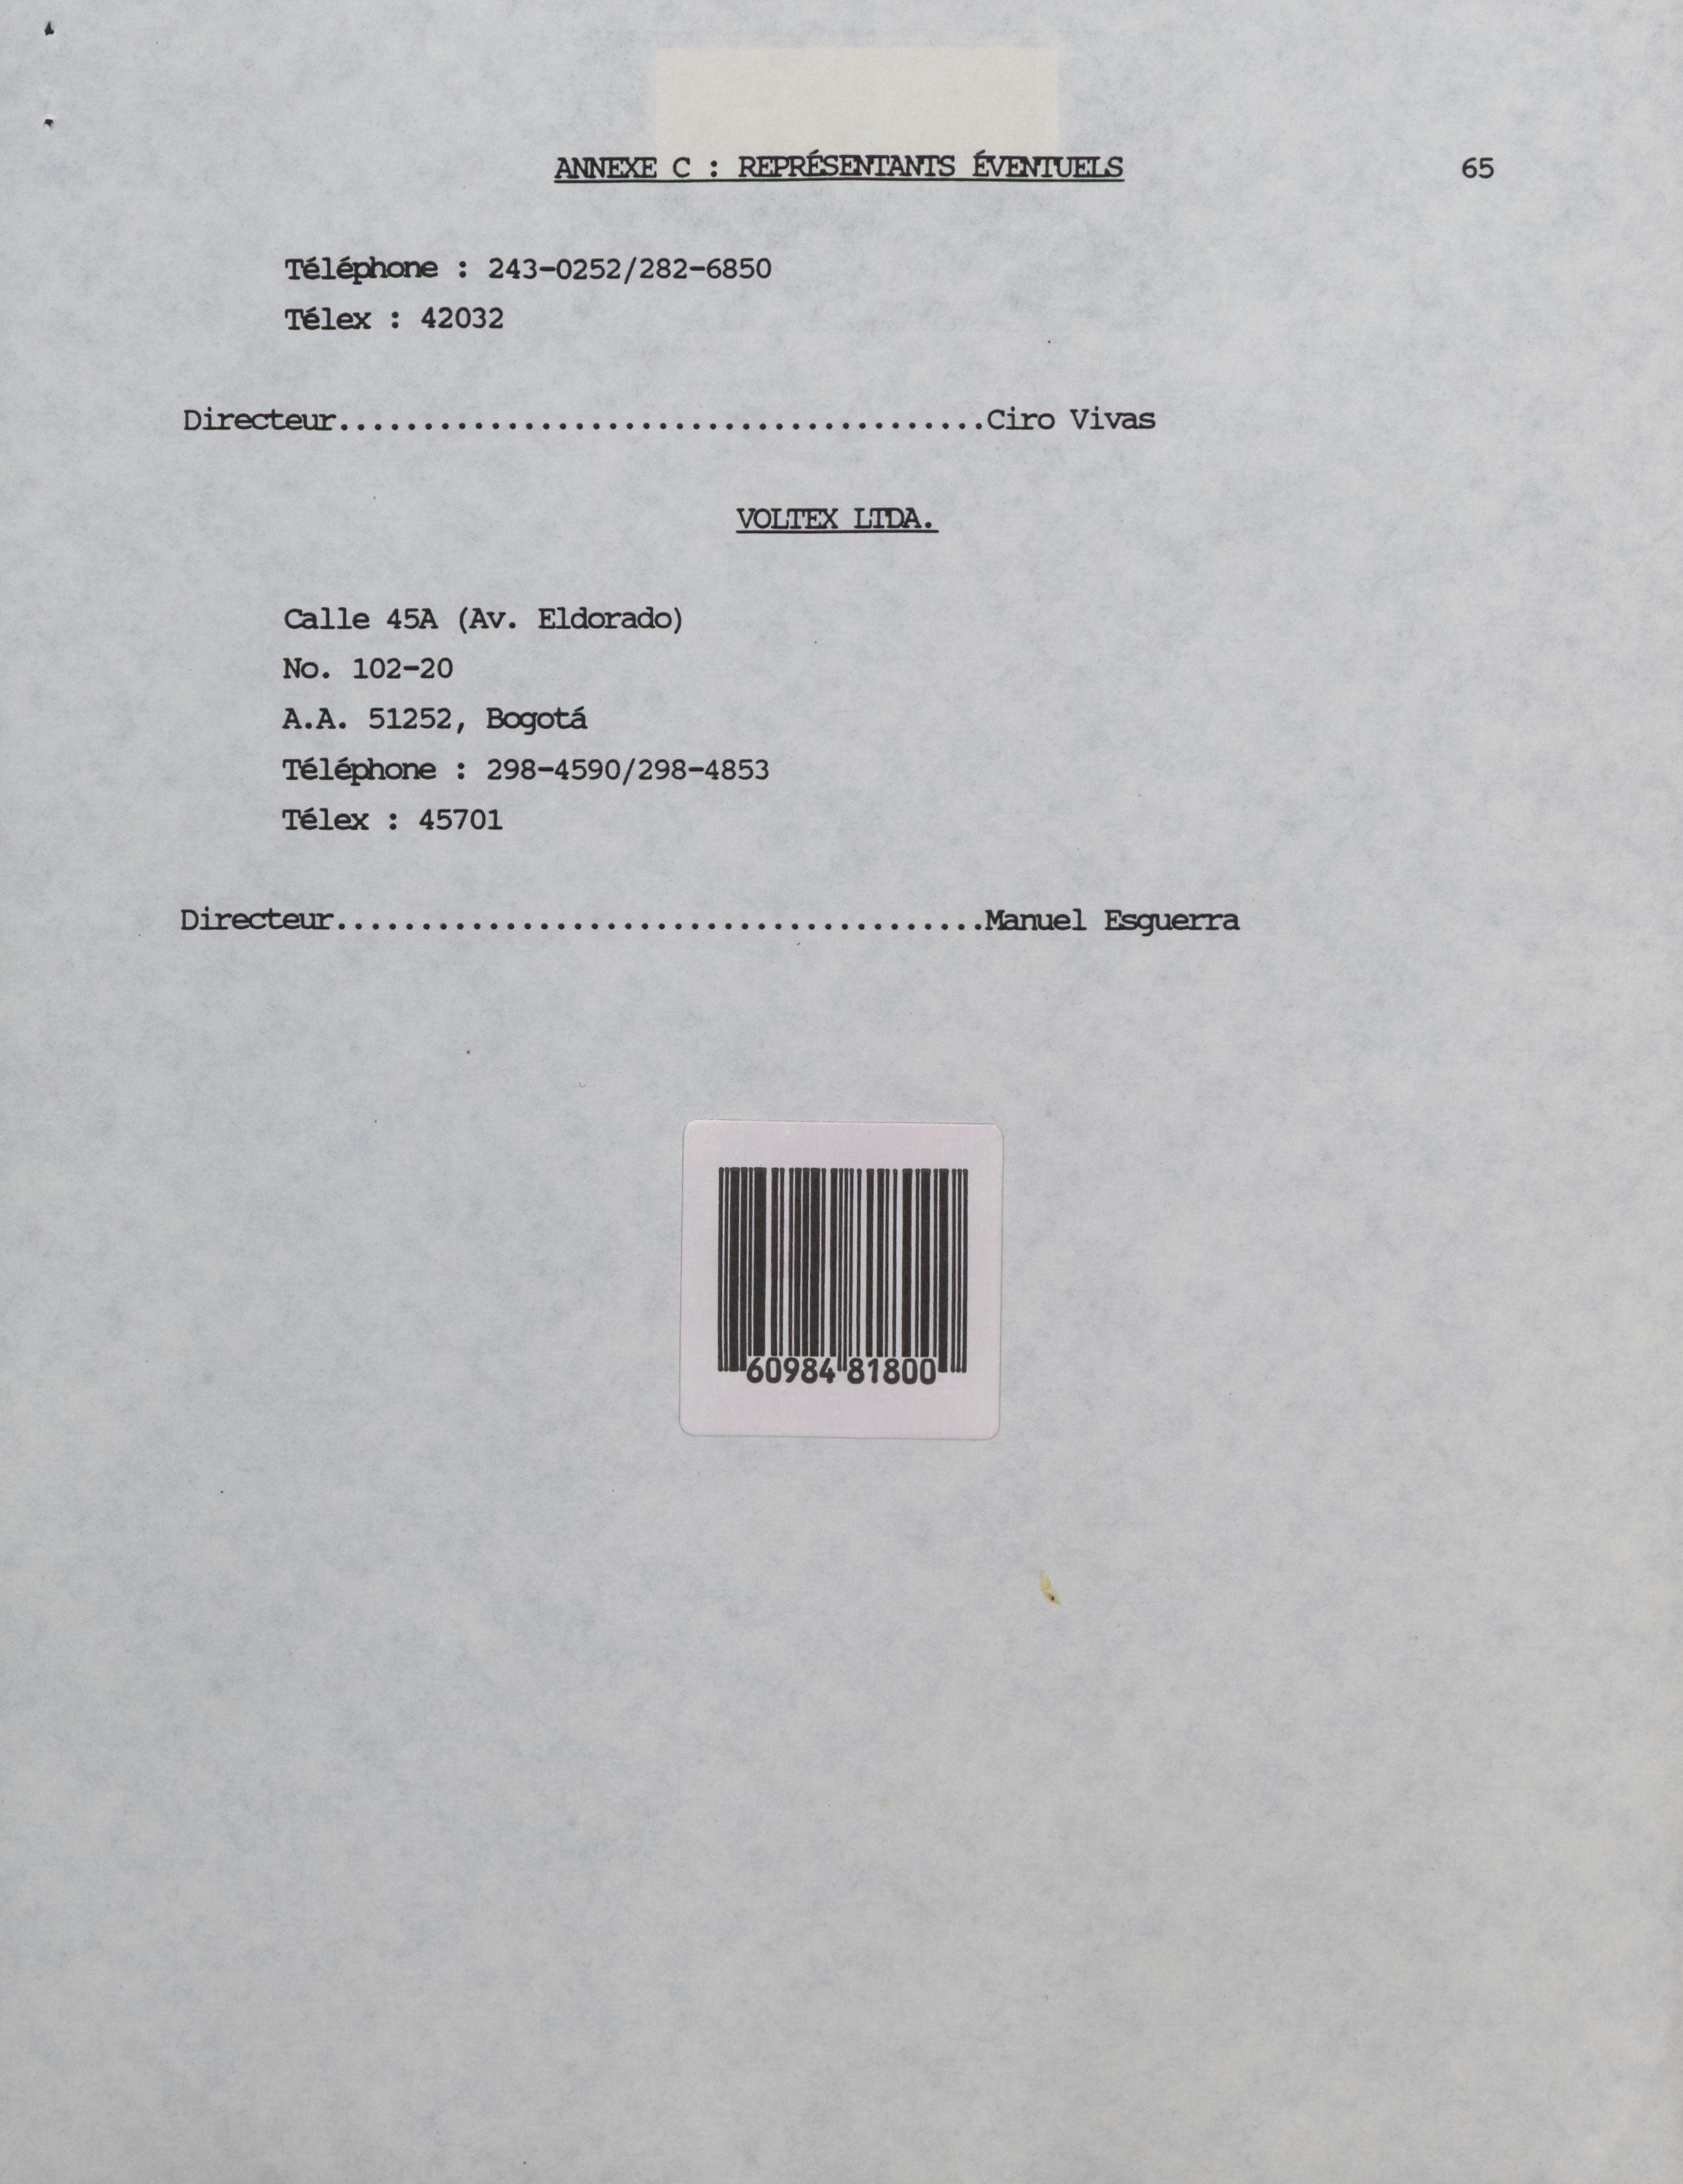 ANNEXE C : REPRÉSENTANTS ÉVENTUELS 65
Téléphone : 243-0252/282-6850
Télex : 42032
Directeur......................................Ciro Vivas
VOLTEX LTDA.
Calle 45A (Av. Eldorado)
No. 102-20
A.A. 51252, Bogotá
Téléphone : 298-4590/298-4853
Télex : 45701
Directeur......................................Manuel Esguerra
60984 81800